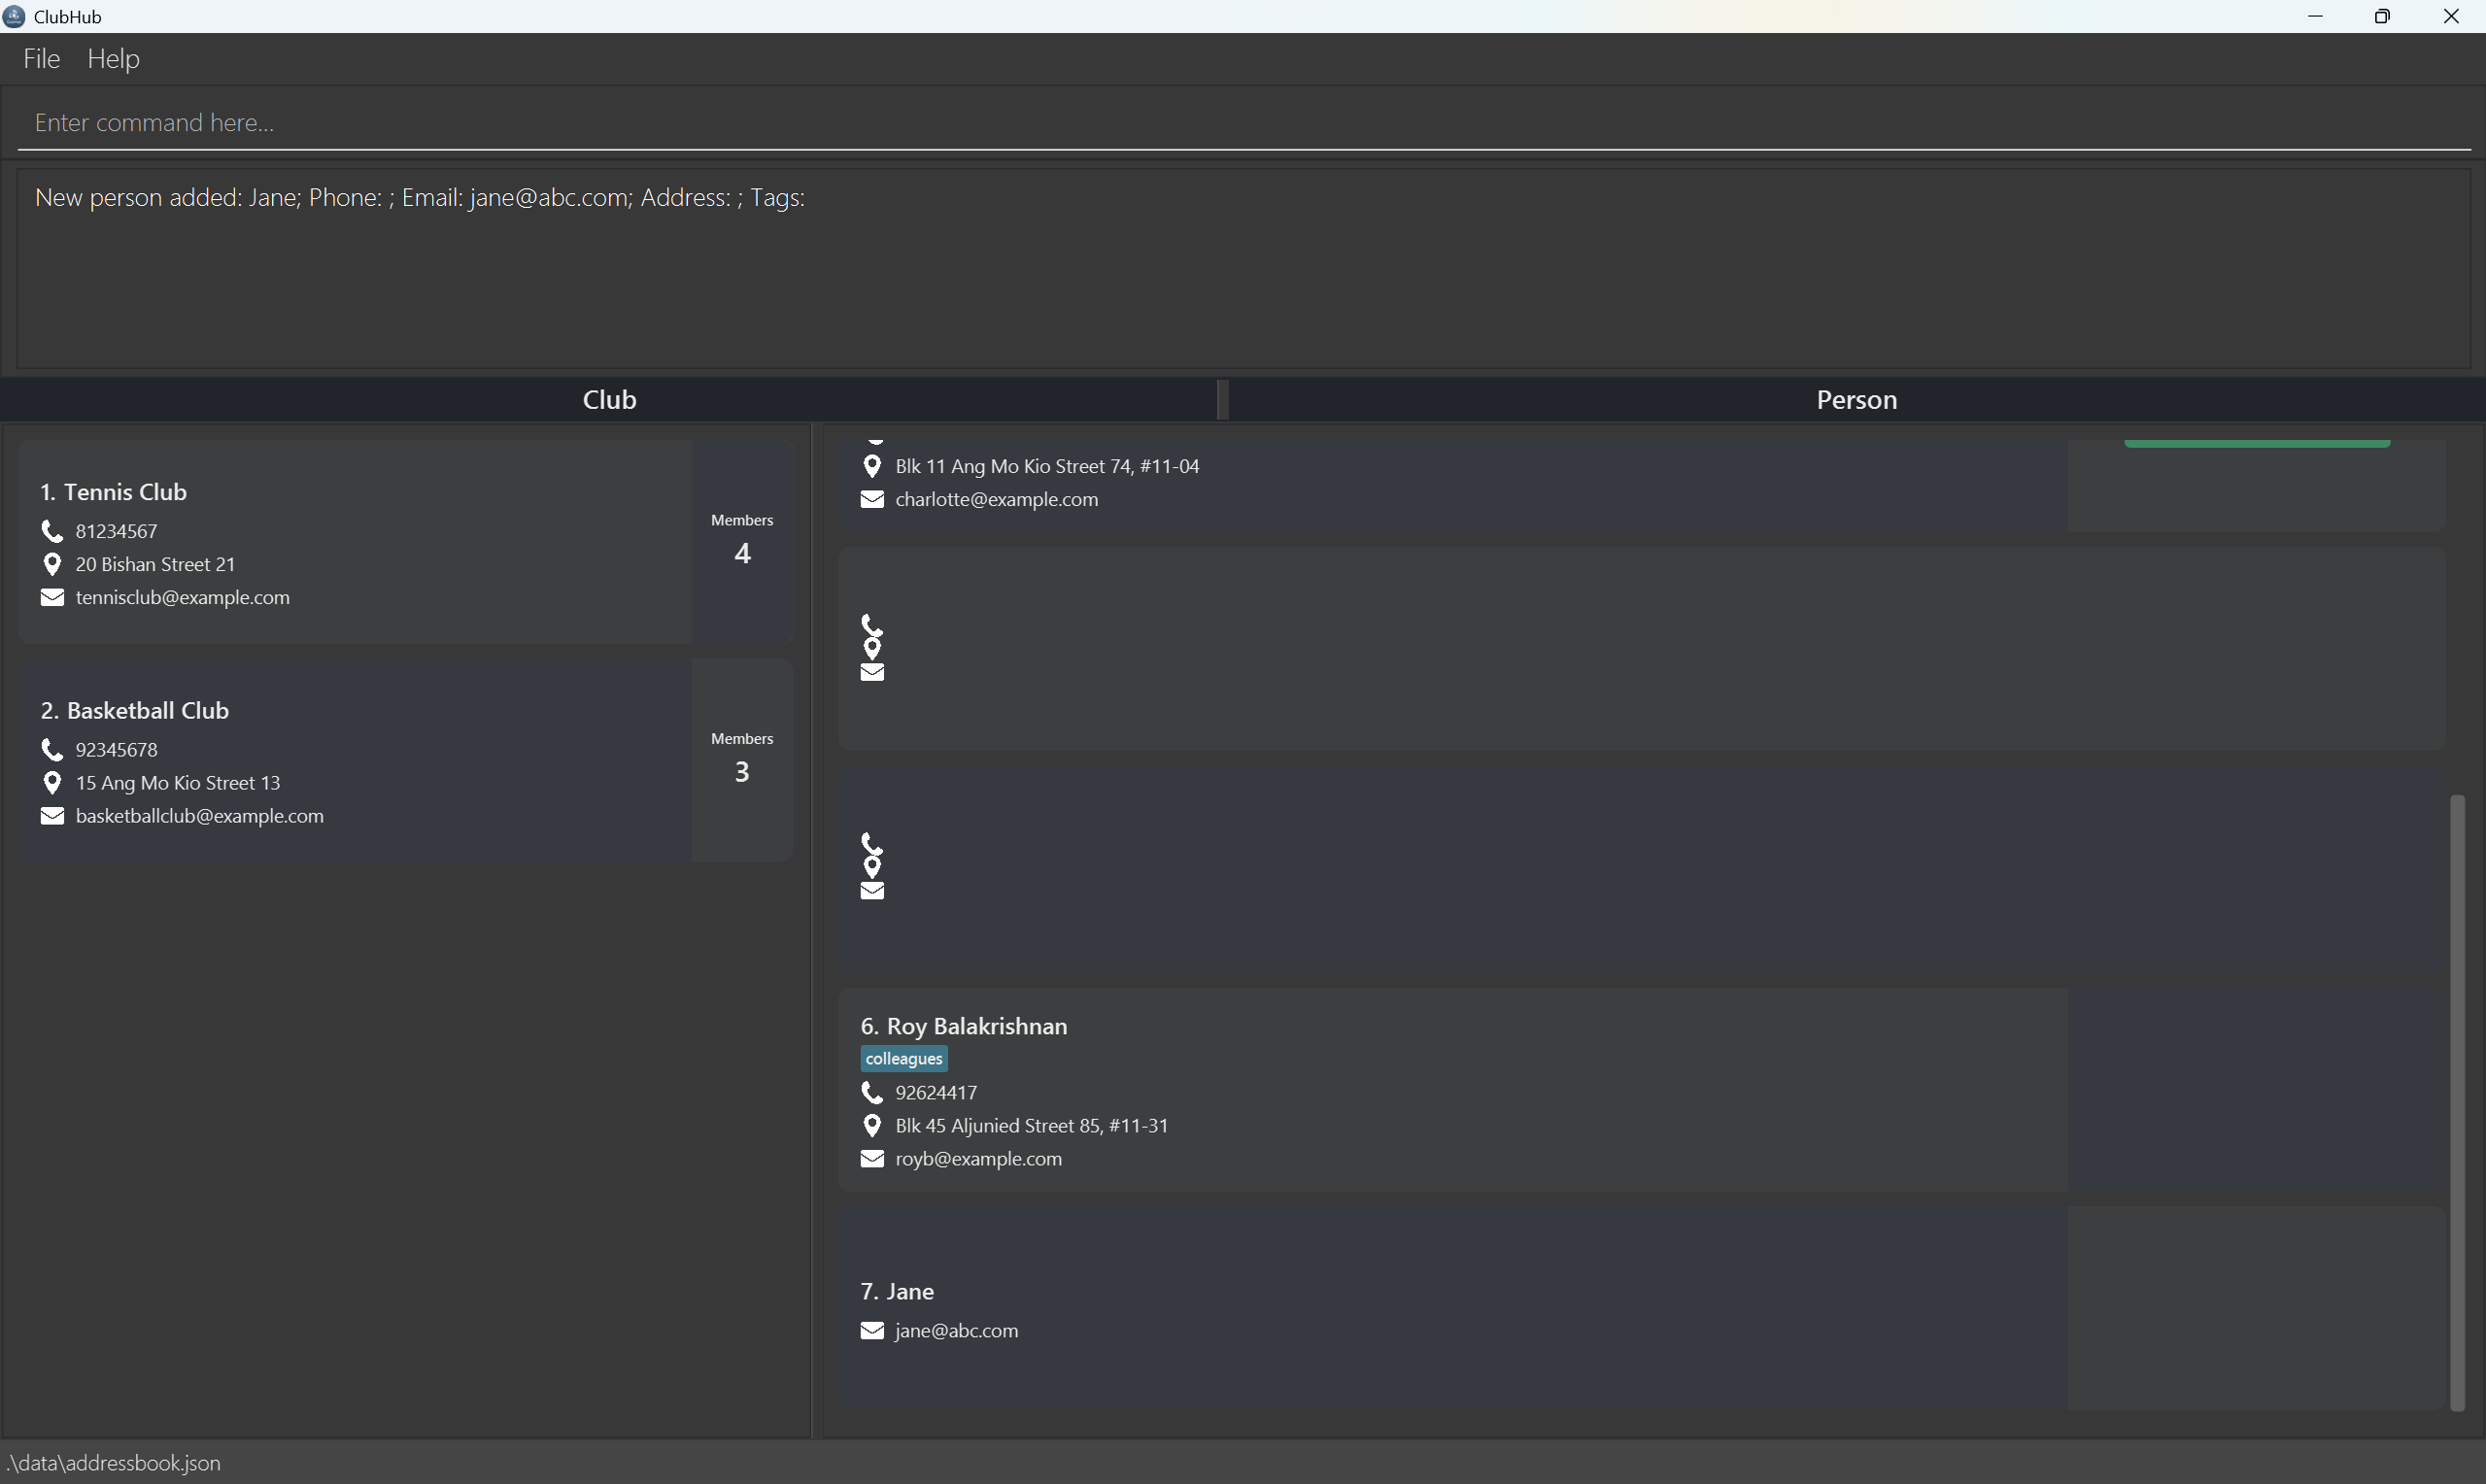 ClubHub
File Help
Enter command here...
New person added: Jane; Phone: ; Email: jane@abc.com; Address: ; Tags:
Club
Person
1. Tennis Club
81234567
20 Bishan Street 21
tennisclub@example.com
Members
4
2. Basketball Club
92345678
15 Ang Mo Kio Street 13
basketballclub@example.com
Members
3
Blk 11 Ang Mo Kio Street 74, #11-04
charlotte@example.com
6. Roy Balakrishnan
colleagues
92624417
Blk 45 Aljunied Street 85, #11-31
royb@example.com
7. Jane
jane@abc.com
.\data\addressbook.json